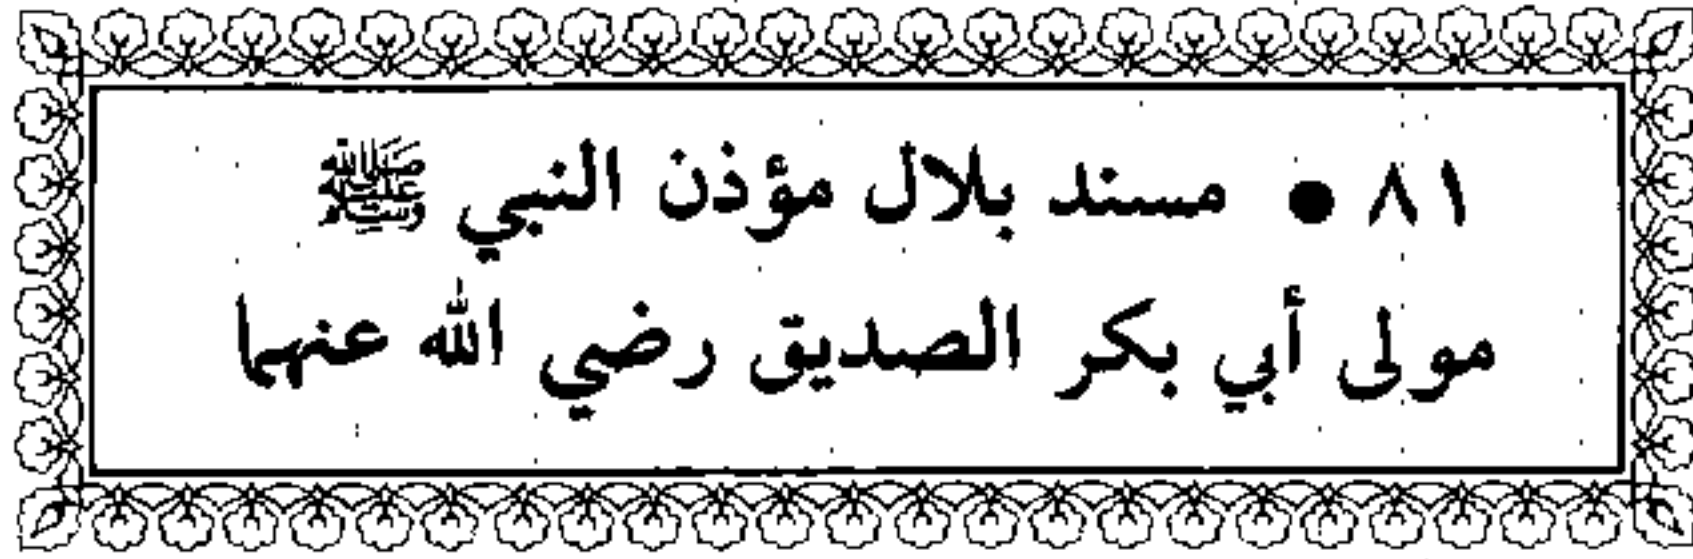 ٨١ ● مسند بلال مؤذن النبي ﷺ
مولى أبي بكر الصديق رضي الله عنهما